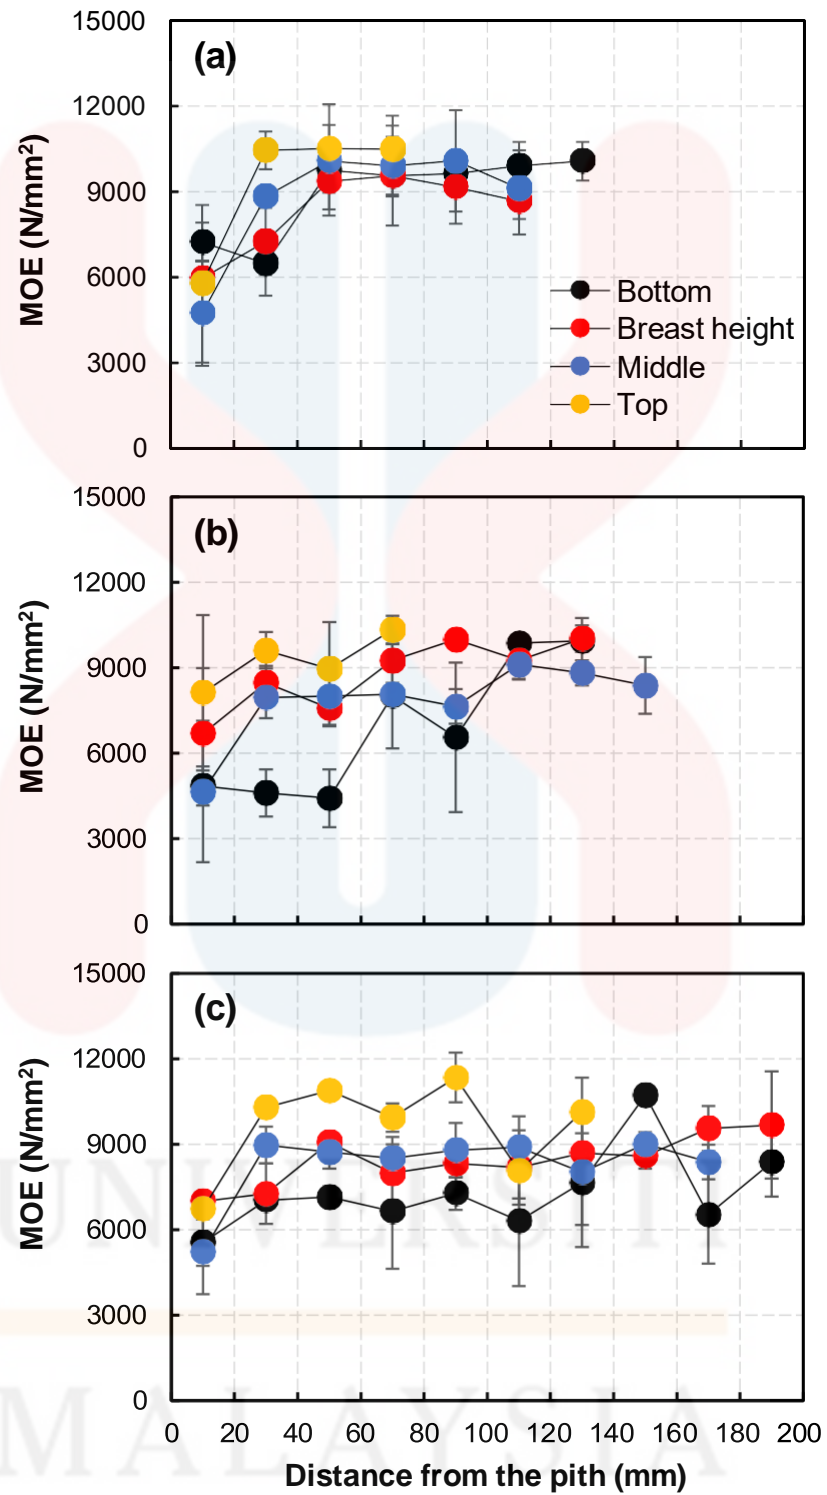 15000
(a)
12000
9000
6000
3000
0
MOE (N/mm²)
Bottom
Breast height
Middle
Top
15000
(b)
12000
9000
6000
3000
0
MOE (N/mm²)
15000
(c)
12000
9000
6000
3000
0
MOE (N/mm²)
0 20 40 60 80 100 120 140 160 180 200
Distance from the pith (mm)
UNIVERSITI
MALAYSIA